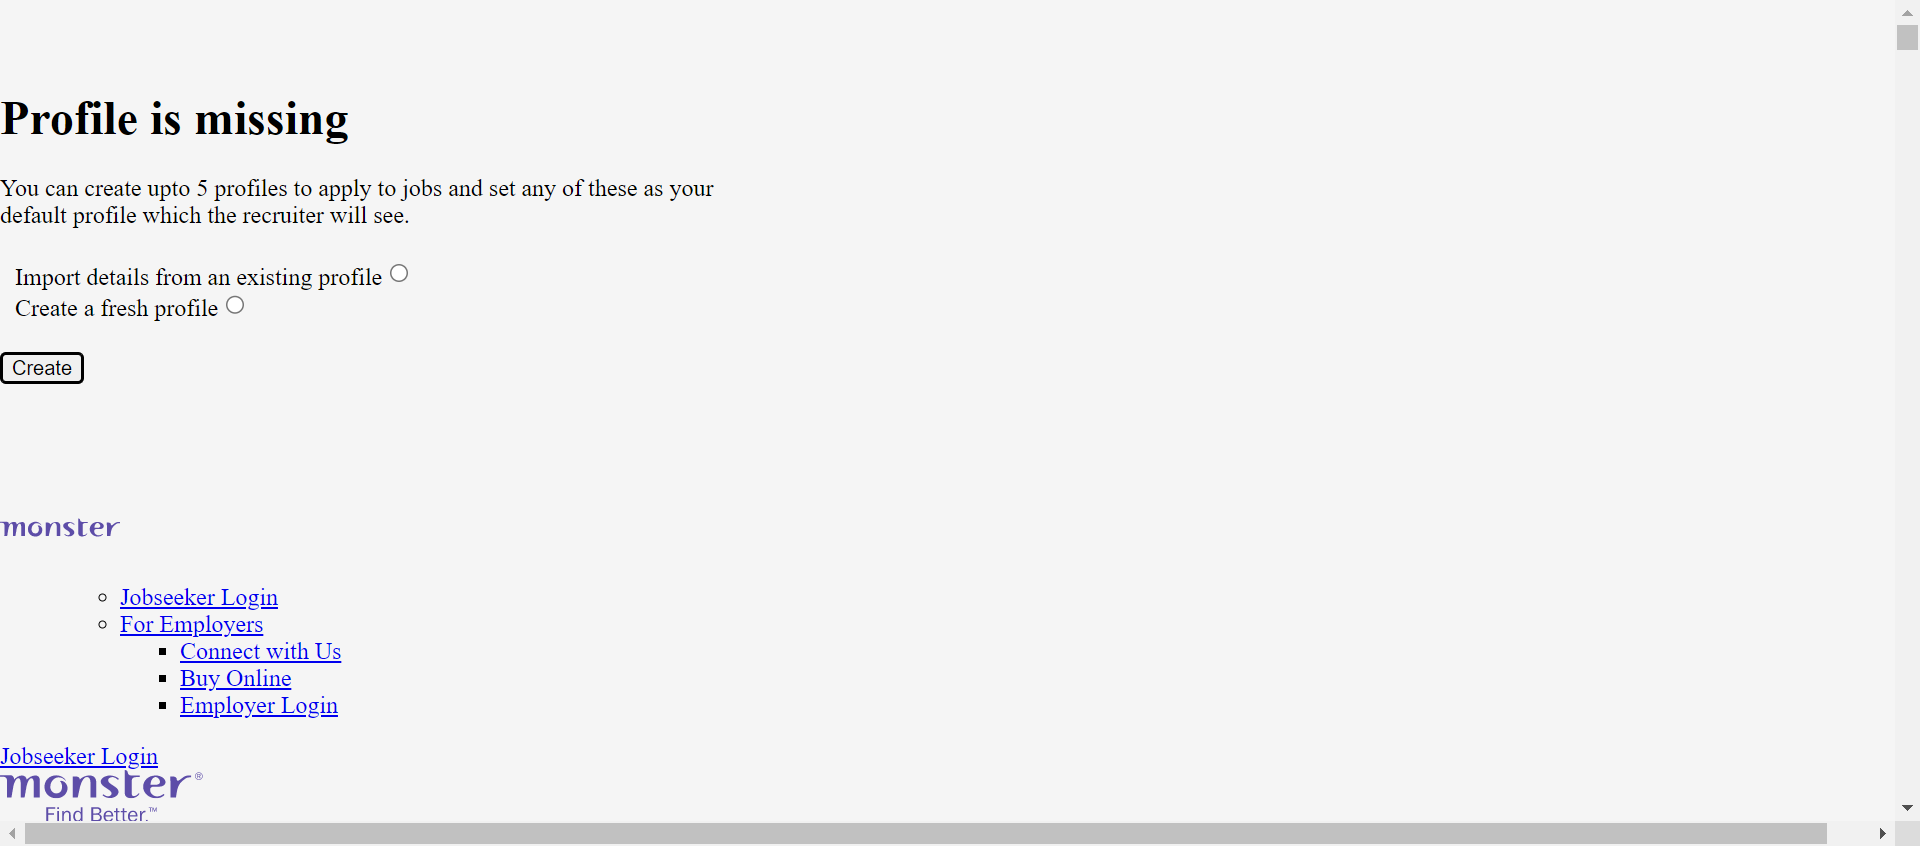 Profile is missing
You can create upto 5 profiles to apply to jobs and set any of these as your
default profile which the recruiter will see.
Import details from an existing profile
Create a fresh profile
Create
monster
Jobseeker Login
For Employers
Connect with Us
Buy Online
Employer Login
Jobseeker Login
monster®
Find Better.™